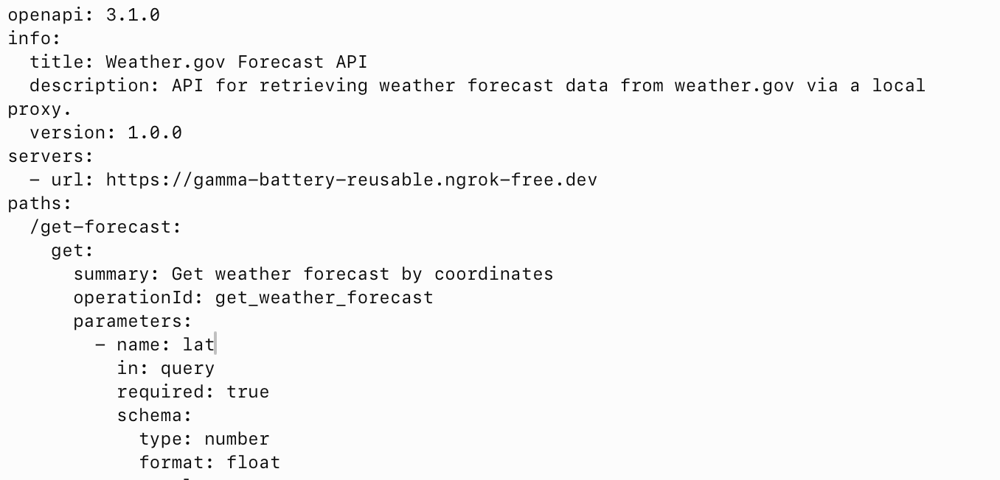 openapi: 3.1.0
info:
  title: Weather.gov Forecast API
  description: API for retrieving weather forecast data from weather.gov via a local
proxy.
  version: 1.0.0
servers:
  - url: https://gamma-battery-reusable.ngrok-free.dev
paths:
  /get-forecast:
    get:
      summary: Get weather forecast by coordinates
      operationId: get_weather_forecast
      parameters:
        - name: lat
          in: query
          required: true
          schema:
            type: number
            format: float